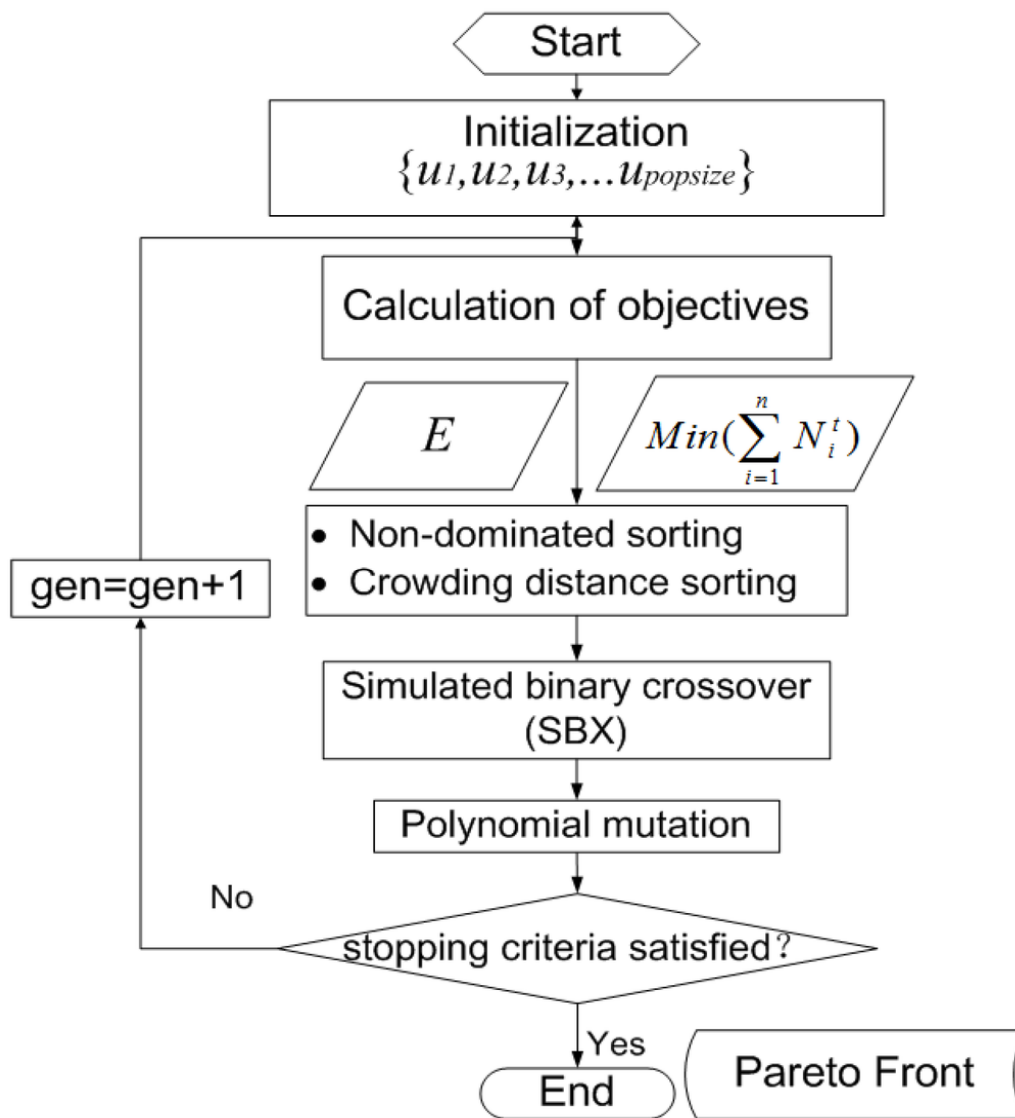 Start
Initialization
{u1,u2,u3,...upopsize}
Calculation of objectives
E
Min(∑_{i=1}^{n} N_i^t)
• Non-dominated sorting
• Crowding distance sorting
gen=gen+1
Simulated binary crossover
(SBX)
Polynomial mutation
No
stopping criteria satisfied？
Yes
End
Pareto Front